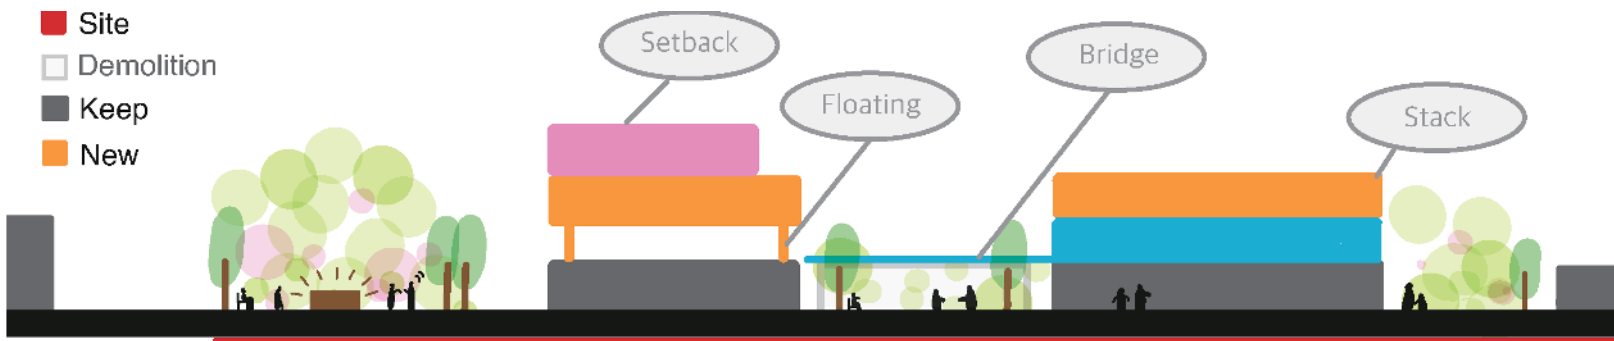 Site
Demolition
Keep
New
Setback
Floating
Bridge
Stack